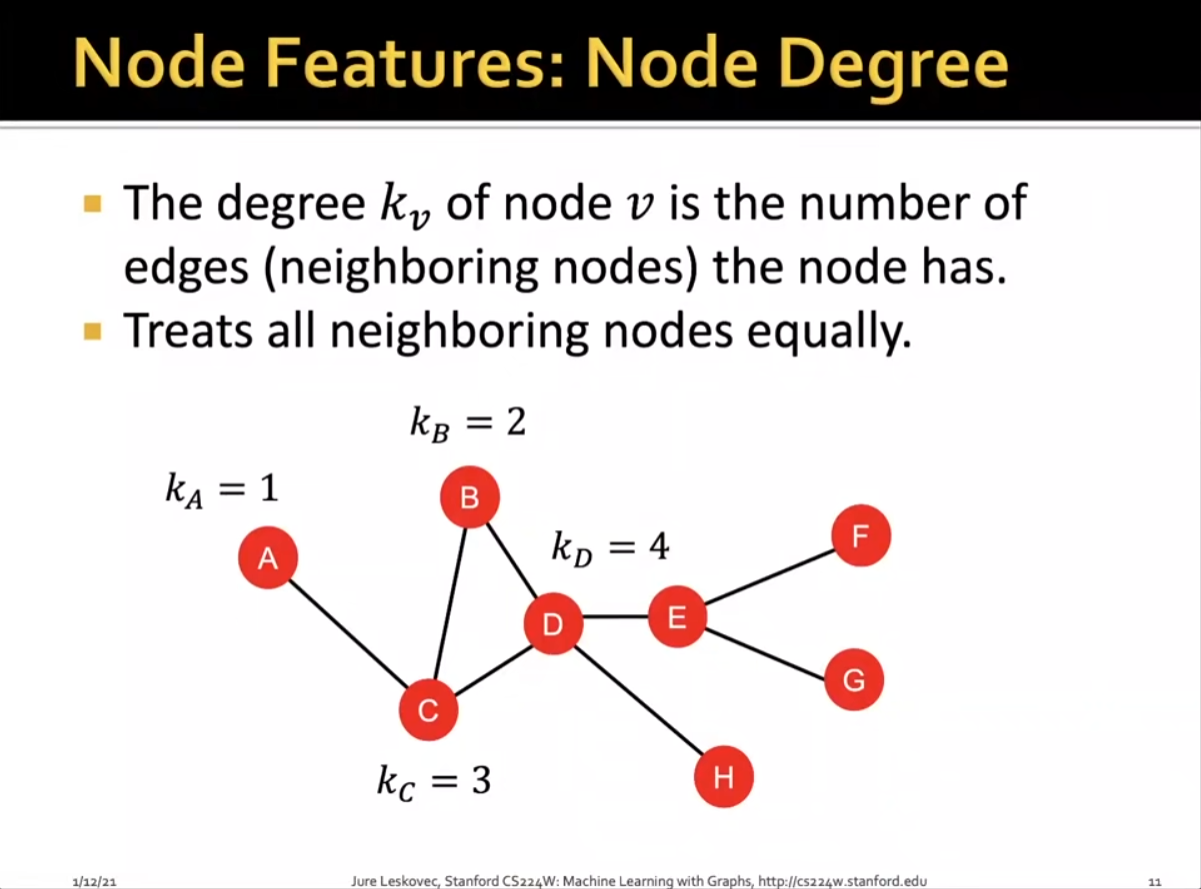 Node Features: Node Degree
▪ The degree k_v of node v is the number of
edges (neighboring nodes) the node has.
▪ Treats all neighboring nodes equally.
k_B = 2
k_A = 1
B
F
k_D = 4
A
E
D
G
C
H
k_C = 3
1/12/21
Jure Leskovec, Stanford CS224W: Machine Learning with Graphs, http://cs224w.stanford.edu
11